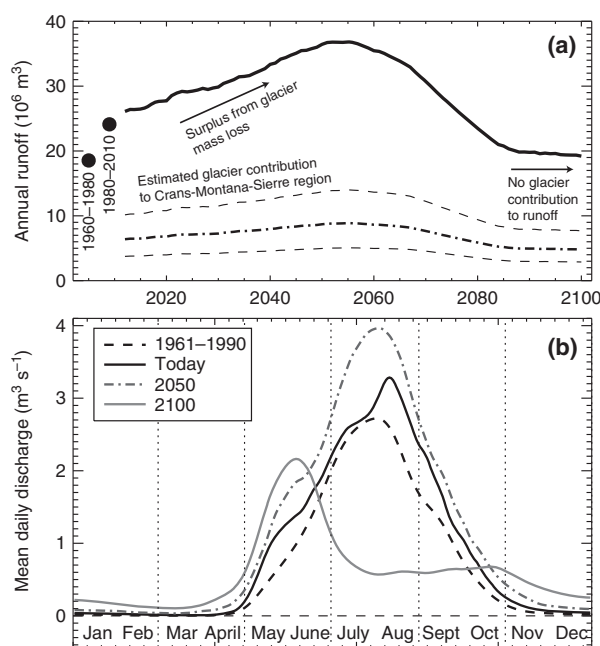 (a)
Annual runoff (10⁶ m³)
40
30
20
10
0
1960–1980
1980–2010
Surplus from glacier
mass loss
Estimated glacier contribution
to Crans-Montana-Sierre region
No glacier
contribution
to runoff
2020
2040
2060
2080
2100
(b)
Mean daily discharge (m³ s⁻¹)
4
3
2
1
0
1961–1990
Today
2050
2100
Jan Feb Mar April May June July Aug Sept Oct Nov Dec